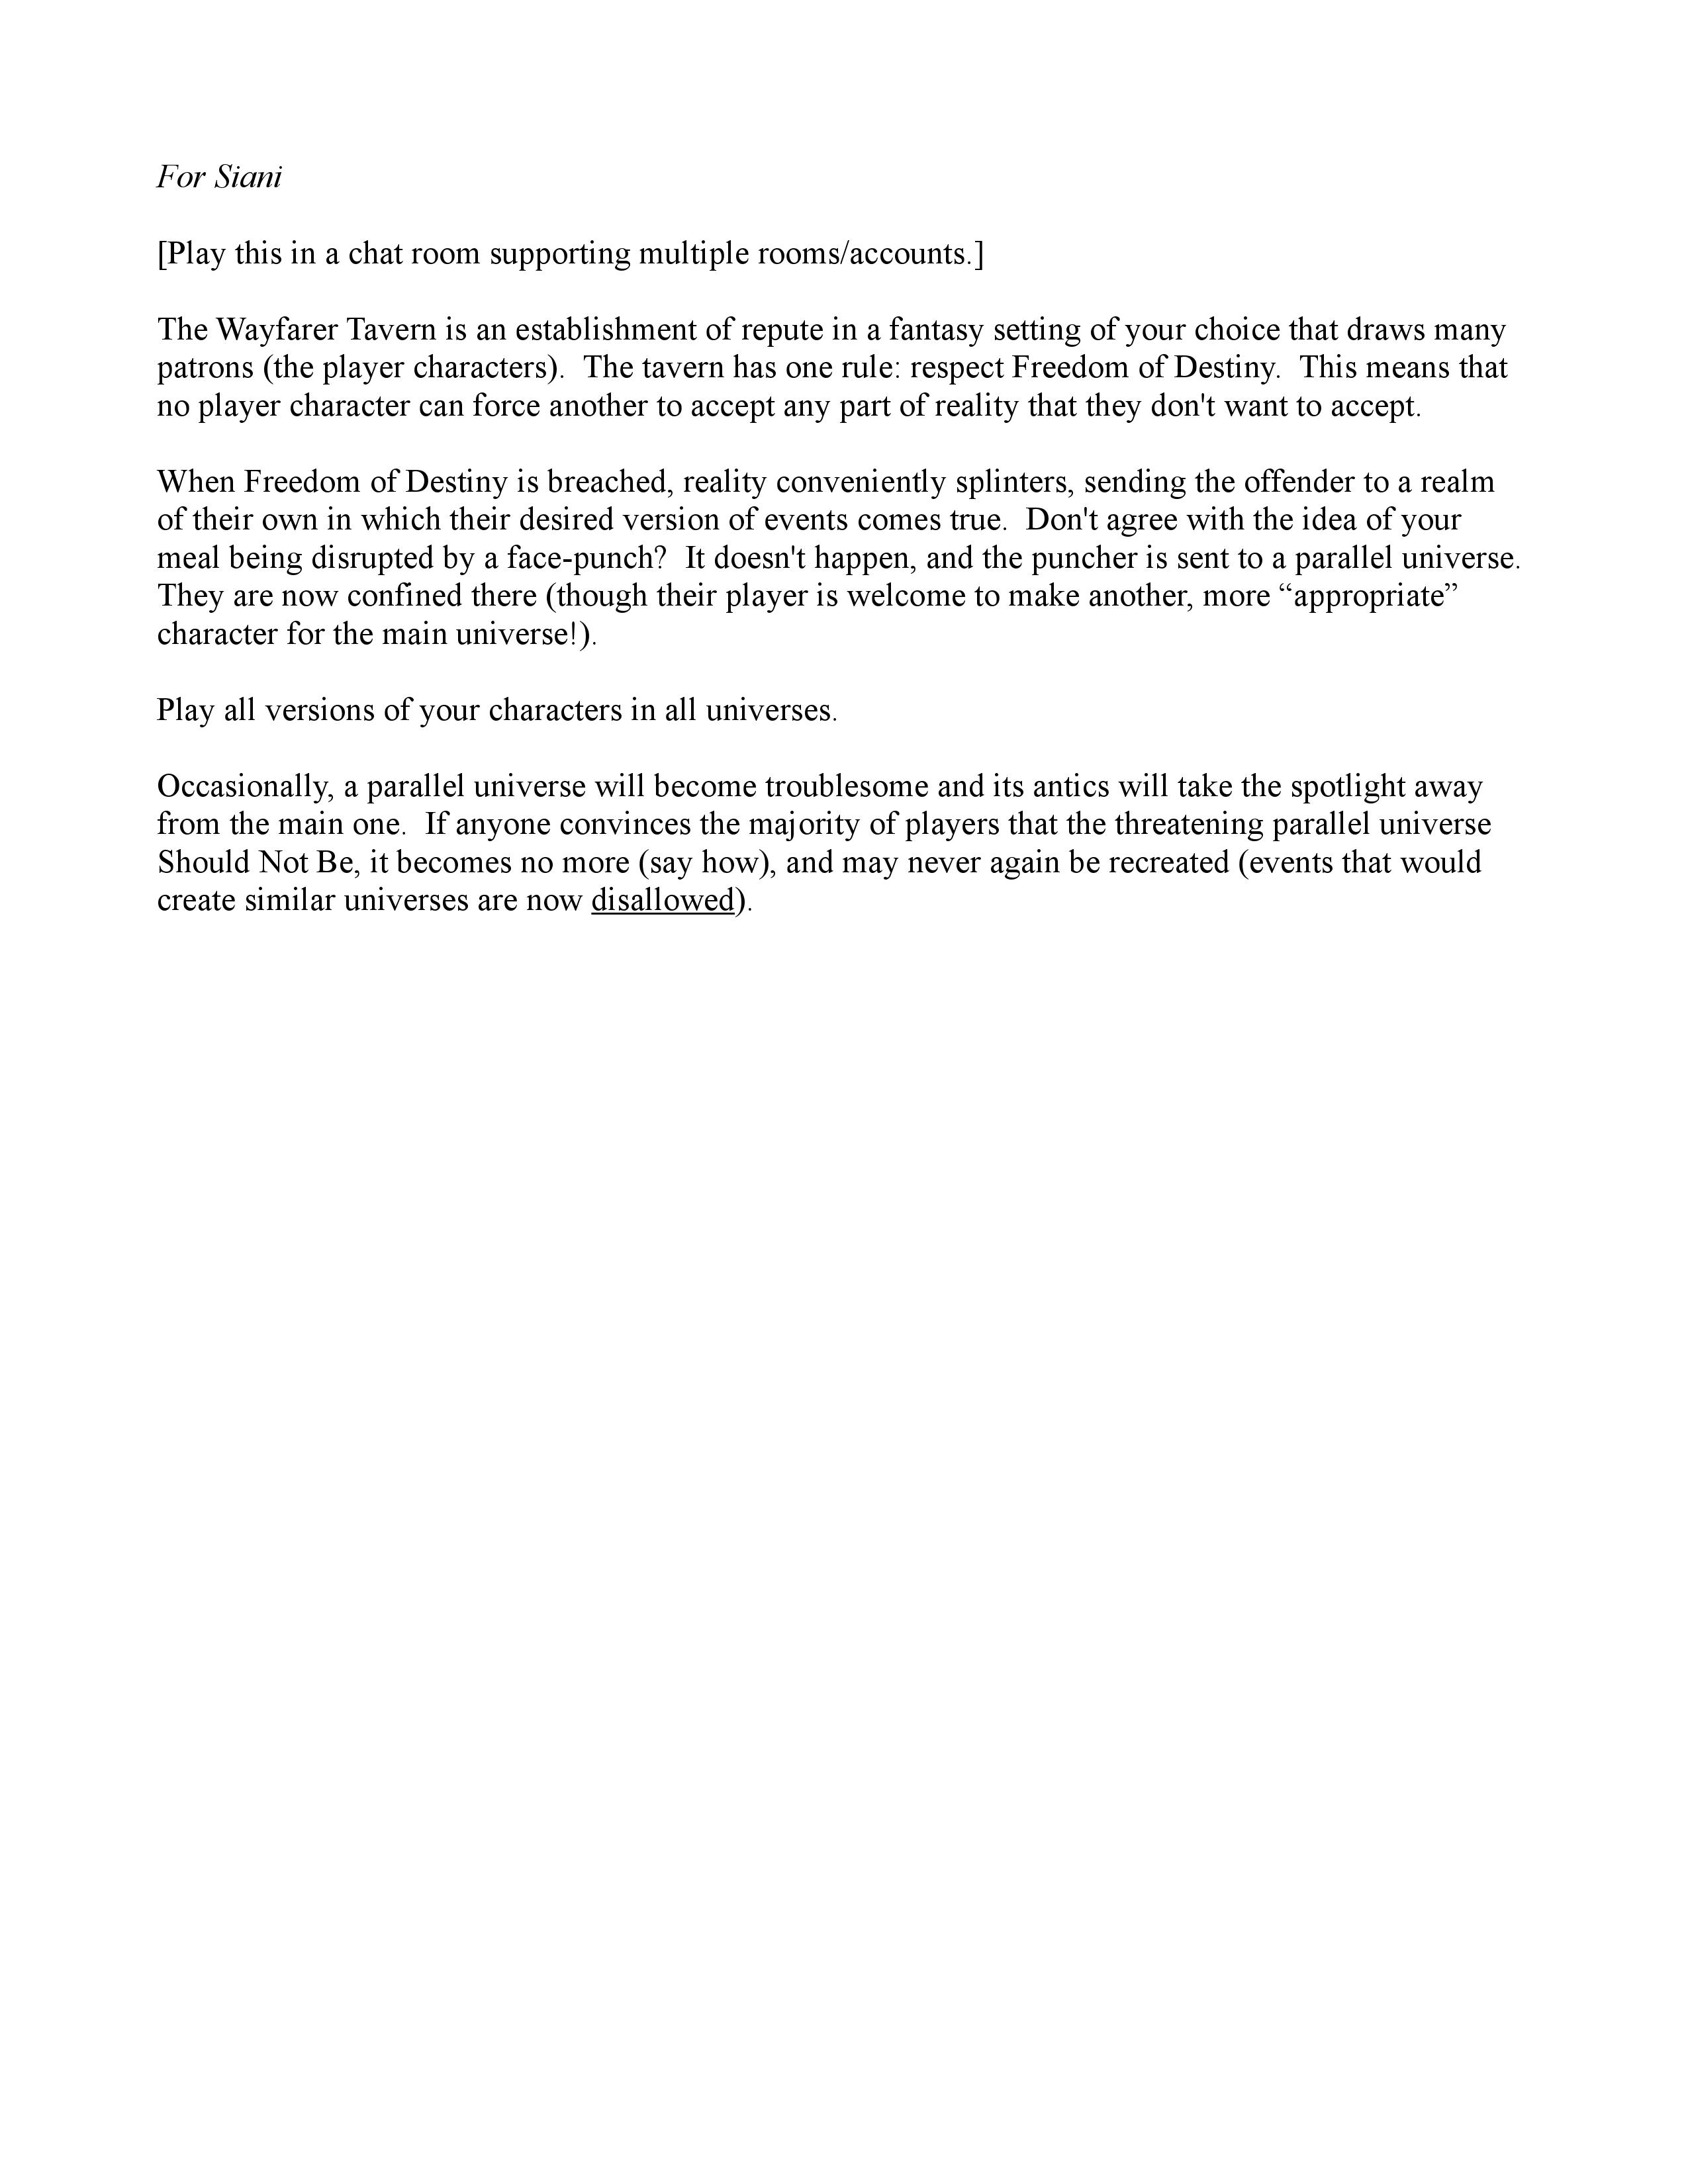 For Siani
[Play this in a chat room supporting multiple rooms/accounts.]
The Wayfarer Tavern is an establishment of repute in a fantasy setting of your choice that draws many
patrons (the player characters).  The tavern has one rule: respect Freedom of Destiny.  This means that
no player character can force another to accept any part of reality that they don't want to accept.
When Freedom of Destiny is breached, reality conveniently splinters, sending the offender to a realm
of their own in which their desired version of events comes true.  Don't agree with the idea of your
meal being disrupted by a face-punch?  It doesn't happen, and the puncher is sent to a parallel universe.
They are now confined there (though their player is welcome to make another, more “appropriate”
character for the main universe!).
Play all versions of your characters in all universes.
Occasionally, a parallel universe will become troublesome and its antics will take the spotlight away
from the main one.  If anyone convinces the majority of players that the threatening parallel universe
Should Not Be, it becomes no more (say how), and may never again be recreated (events that would
create similar universes are now disallowed).